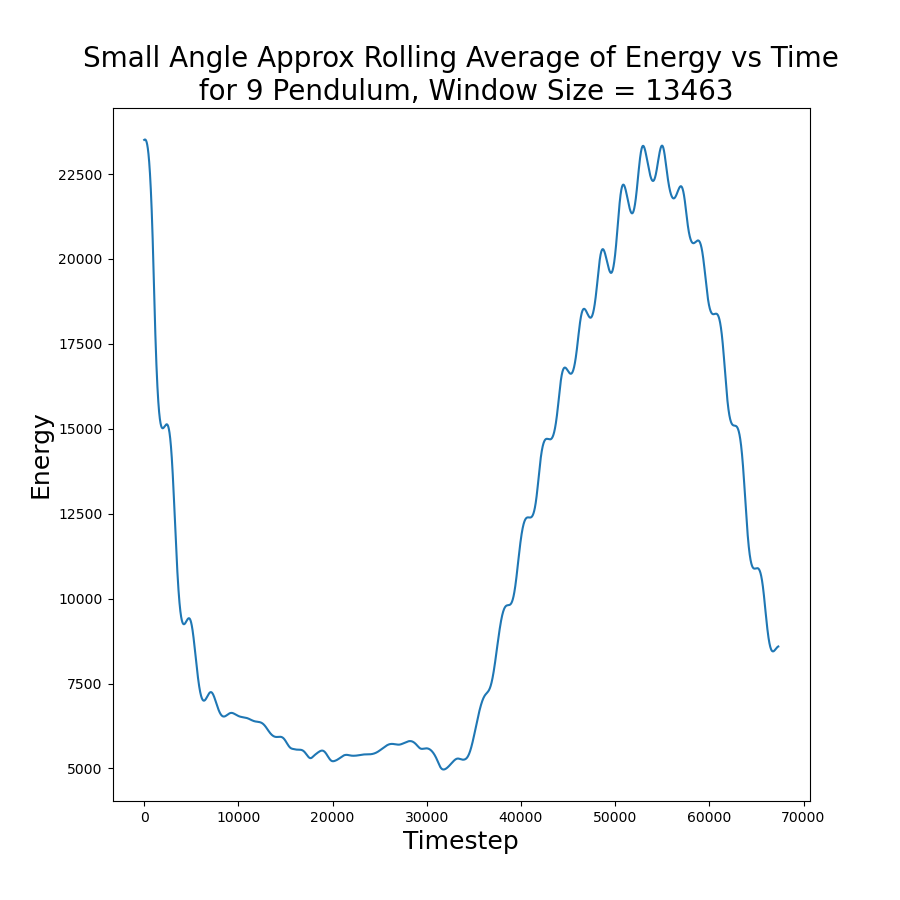 Small Angle Approx Rolling Average of Energy vs Time
for 9 Pendulum, Window Size = 13463
22500
20000
17500
15000
12500
10000
7500
5000
Energy
0 10000 20000 30000 40000 50000 60000 70000
Timestep